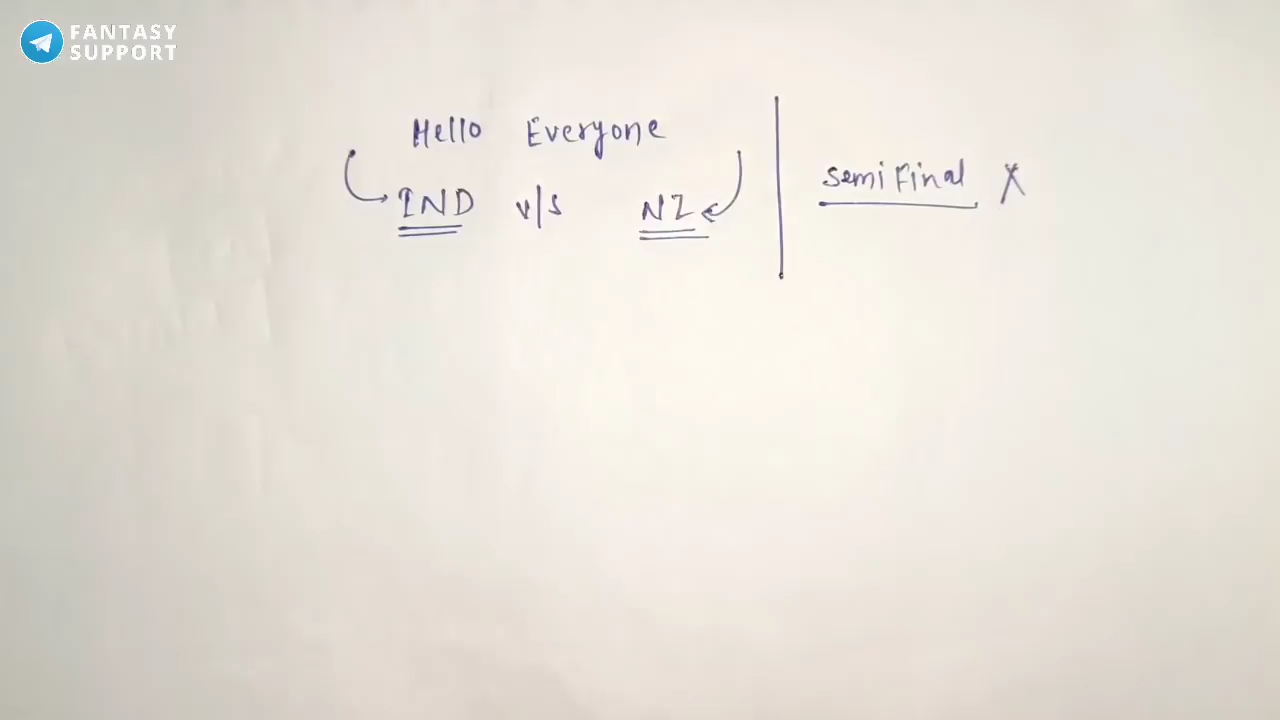 FANTASY
SUPPORT
Hello Everyone
IND v/s NZ
Semi Final X